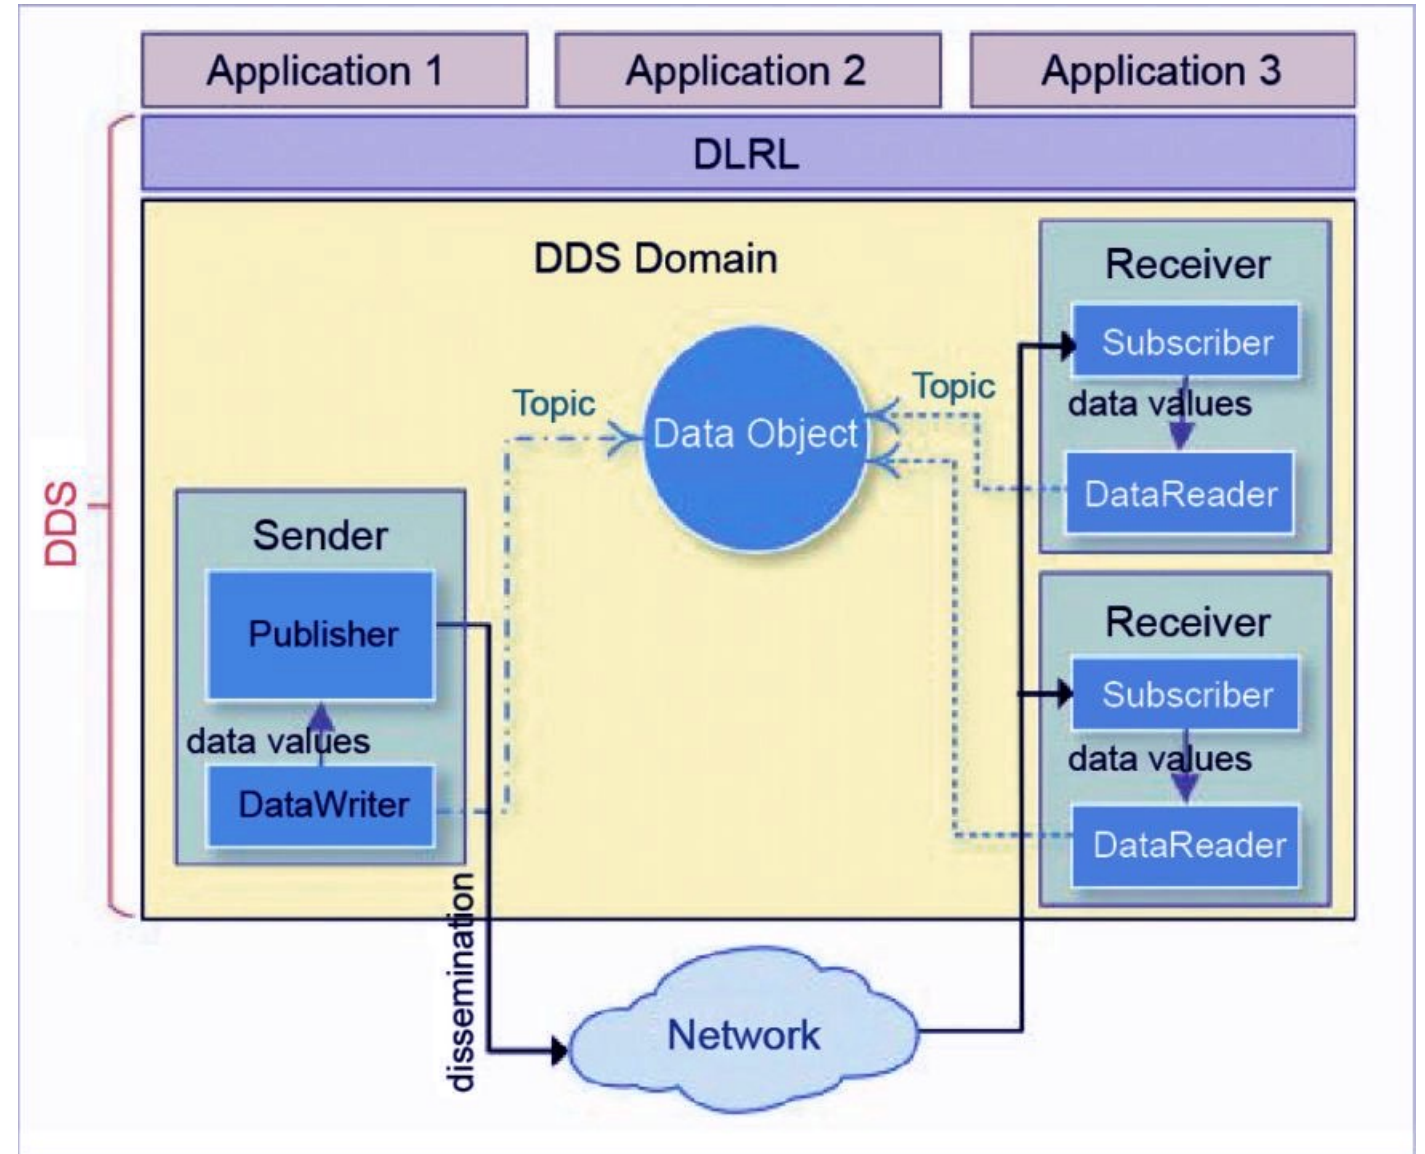 Application 1
Application 2
Application 3
DLRL
DDS
DDS Domain
Topic
Data Object
Topic
Sender
Publisher
data values
DataWriter
Receiver
Subscriber
data values
DataReader
Receiver
Subscriber
data values
DataReader
dissemination
Network